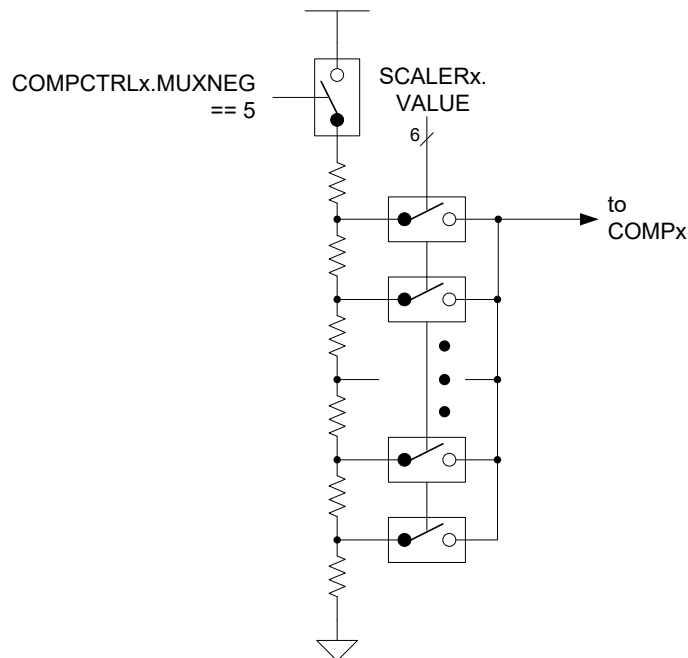 COMPCTRLx.MUXNEG
== 5
SCALERx.
VALUE
6
to
COMPx